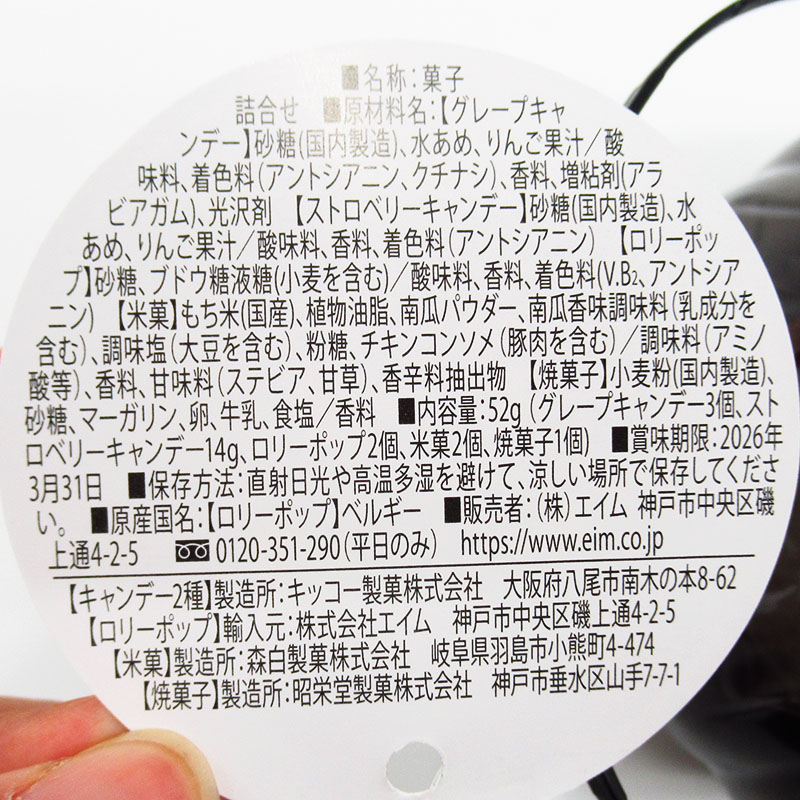 ■名称:菓子
詰合せ ■原材料名:【グレープキャ
ンデー】砂糖(国内製造)、水あめ、りんご果汁／酸
味料、着色料(アントシアニン、クチナシ)、香料、増粘剤(アラ
ビアガム)、光沢剤 【ストロベリーキャンデー】砂糖(国内製造)、水
あめ、りんご果汁／酸味料、香料、着色料(アントシアニン) 【ロリーポッ
プ】砂糖、ブドウ糖液糖(小麦を含む)／酸味料、香料、着色料(V.B₂、アントシア
ニン) 【米菓】もち米(国産)、植物油脂、南瓜パウダー、南瓜香味調味料(乳成分を
含む)、調味塩(大豆を含む)、粉糖、チキンコンソメ(豚肉を含む)／調味料(アミノ
酸等)、香料、甘味料(ステビア、甘草)、香辛料抽出物 【焼菓子】小麦粉(国内製造)、
砂糖、マーガリン、卵、牛乳、食塩／香料 ■内容量:52g (グレープキャンデー3個、スト
ロベリーキャンデー14g、ロリーポップ2個、米菓2個、焼菓子1個) ■賞味期限:2026年
3月31日 ■保存方法:直射日光や高温多湿を避けて、涼しい場所で保存してくださ
い。 ■原産国名:【ロリーポップ】ベルギー ■販売者:(株)エイム 神戸市中央区磯
上通4-2-5 0120-351-290(平日のみ) https://www.eim.co.jp
【キャンデー2種】製造所:キッコー製菓株式会社 大阪府八尾市南木の本8-62
【ロリーポップ】輸入元:株式会社エイム 神戸市中央区磯上通4-2-5
【米菓】製造所:森白製菓株式会社 岐阜県羽島市小熊町4-474
【焼菓子】製造所:昭栄堂製菓株式会社 神戸市垂水区山手7-7-1